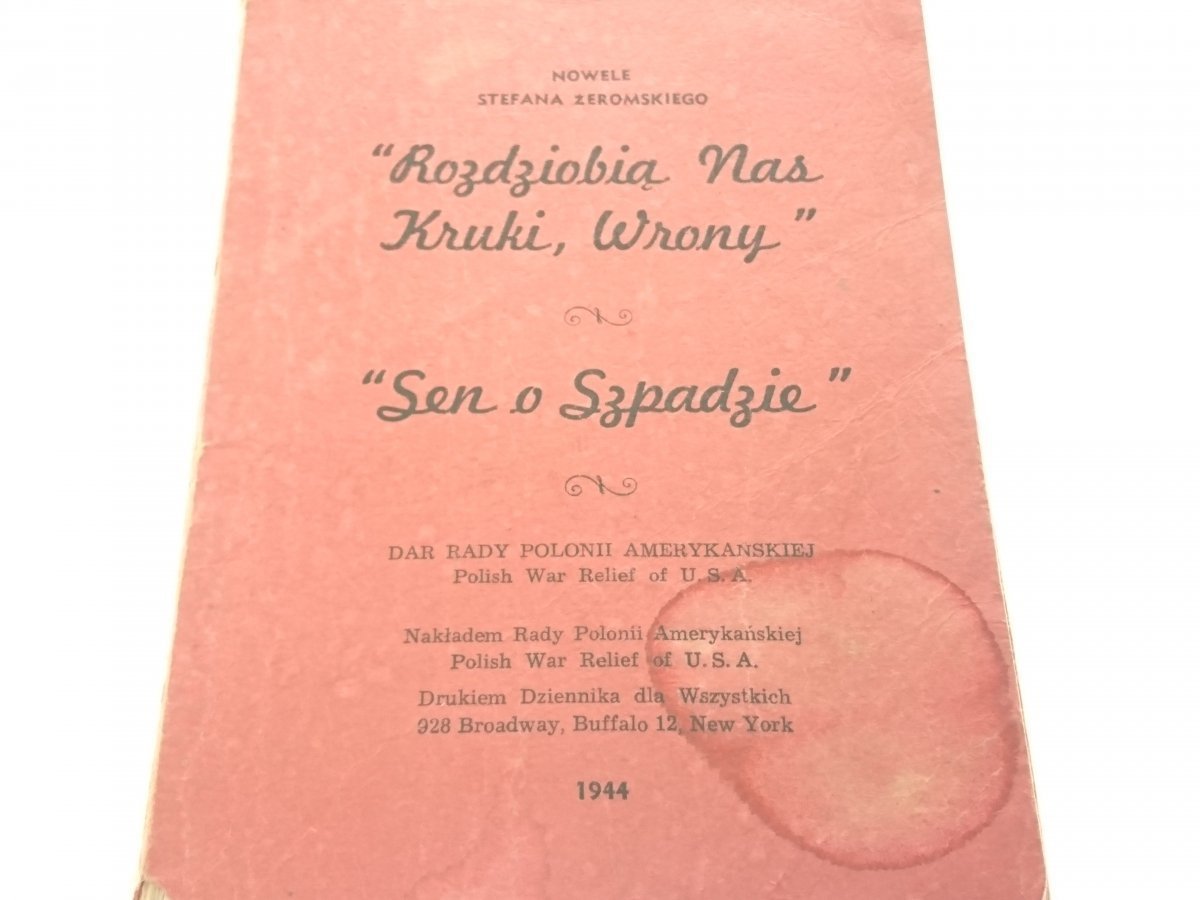 NOWELE
STEFANA ŻEROMSKIEGO
“Rozdziobią Nas
Kruki, Wrony”
“Sen o Szpadzie”
DAR RADY POLONII AMERYKAŃSKIEJ
Polish War Relief of U. S. A.
Nakładem Rady Polonii Amerykańskiej
Polish War Relief of U. S. A.
Drukiem Dziennika dla Wszystkich
928 Broadway, Buffalo 12, New York
1944